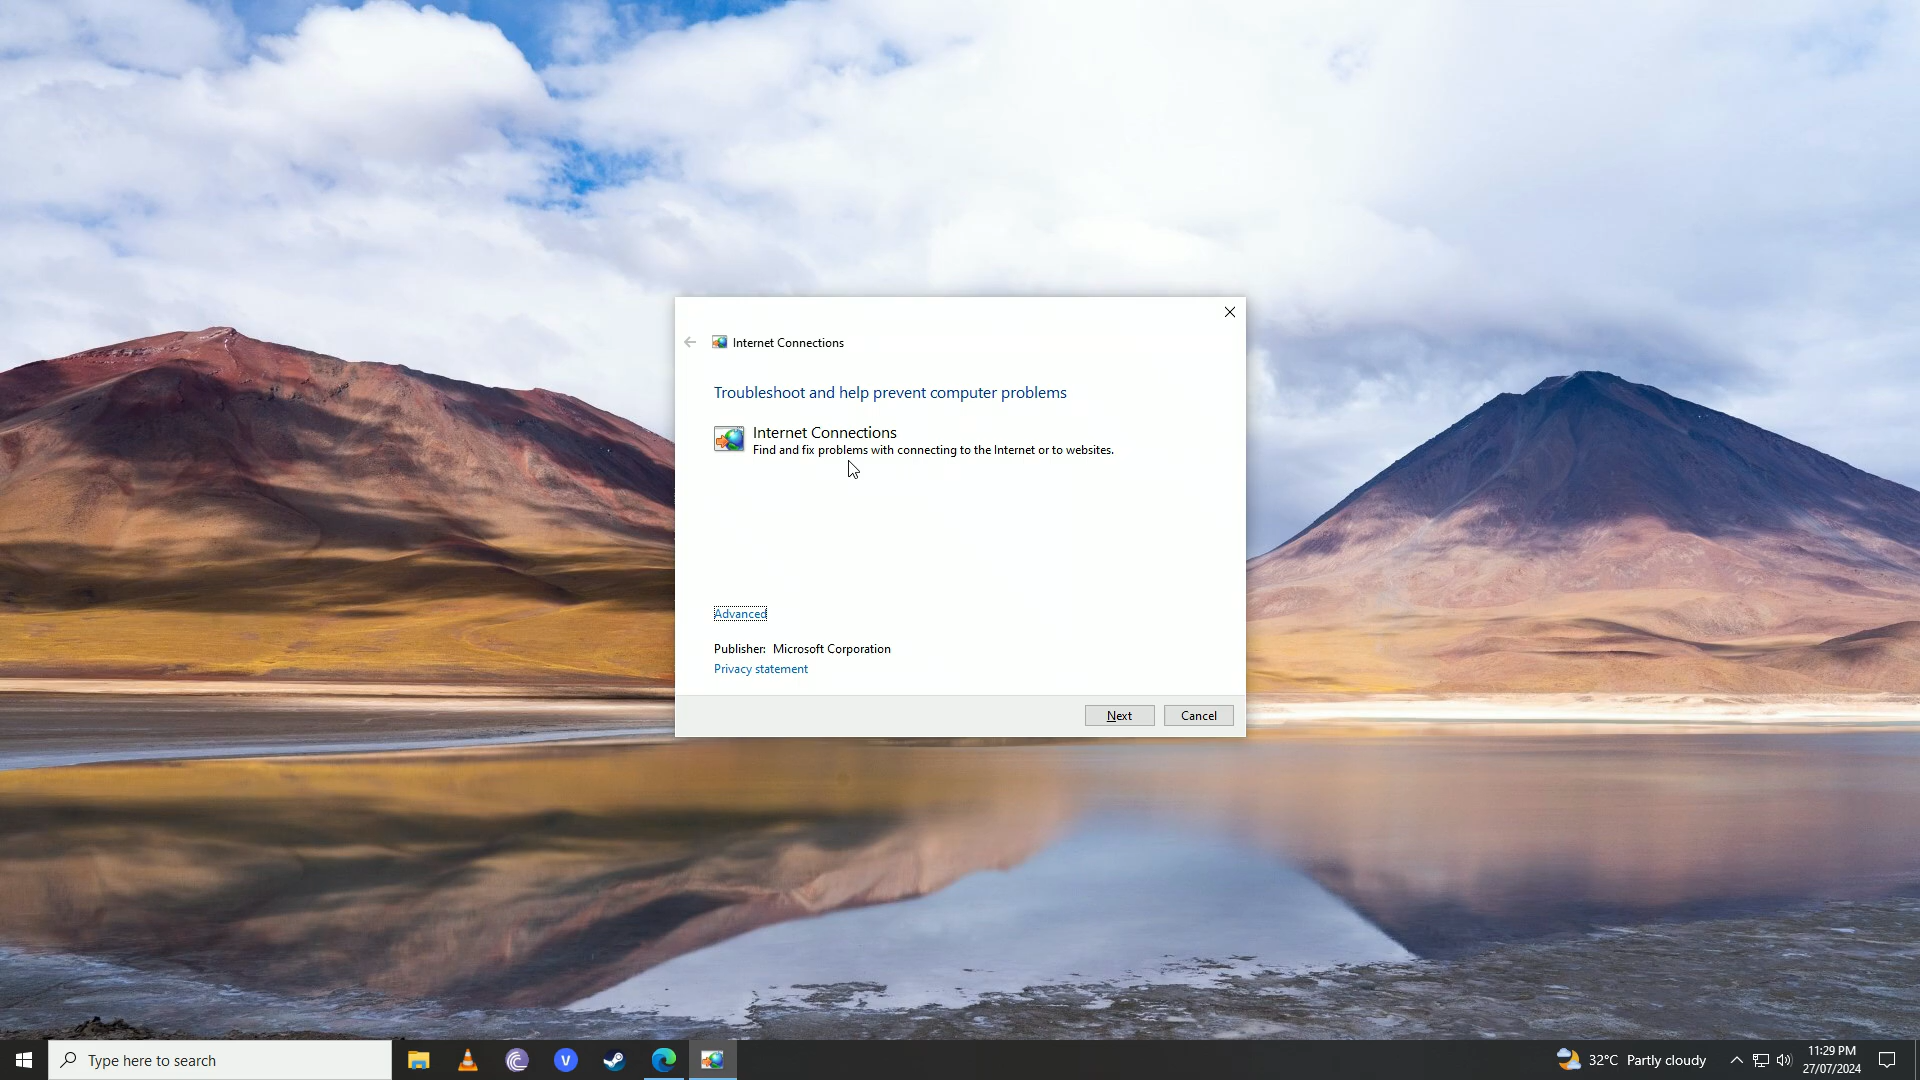 Internet Connections
Troubleshoot and help prevent computer problems
Internet Connections
Find and fix problems with connecting to the Internet or to websites.
Advanced
Publyisher: Microsoft Corporation
Privacy statement
Next
Cancel
Type here to search
V
32°C Partly cloudy
11:29 PM
27/07/2024